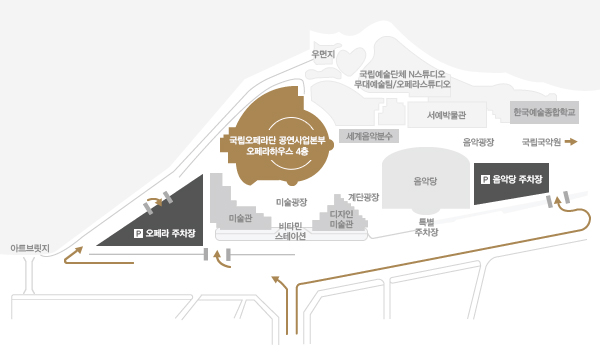 우면지
국립예술단체 N스튜디오
무대예술팀/오페라스튜디오
서예박물관
한국예술종합학교
국립오페라단 공연사업본부
오페라하우스 4층
세계음악분수
음악광장
국립국악원
음악당
P 음악당 주차장
미술광장
계단광장
미술관
디자인
미술관
비타민
스테이션
특별
주차장
P 오페라 주차장
아트브릿지